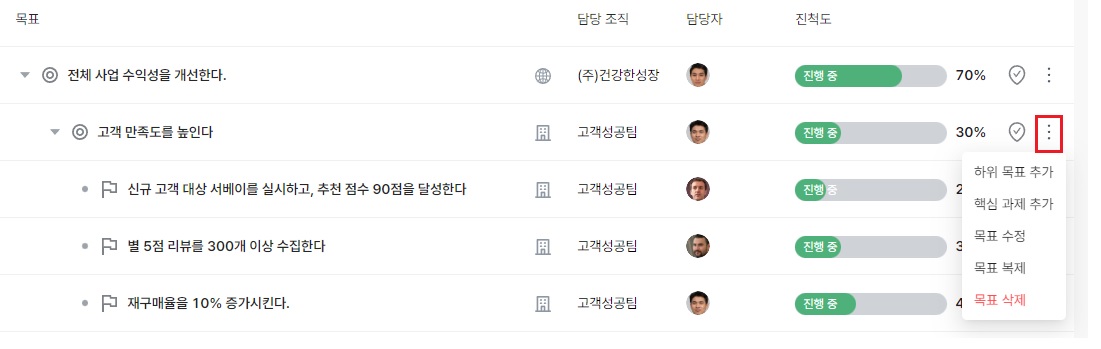 목표 담당 조직 담당자 진척도
전체 사업 수익성을 개선한다. (주)건강한성장 진행 중 70%
고객 만족도를 높인다 고객성공팀 진행 중 30%
하위 목표 추가
신규 고객 대상 서베이를 실시하고, 추천 점수 90점을 달성한다 고객성공팀 진행 중 2
핵심 과제 추가
목표 수정
별 5점 리뷰를 300개 이상 수집한다 고객성공팀 진행 중 3
목표 복제
재구매율을 10% 증가시킨다. 고객성공팀 진행 중 4
목표 삭제